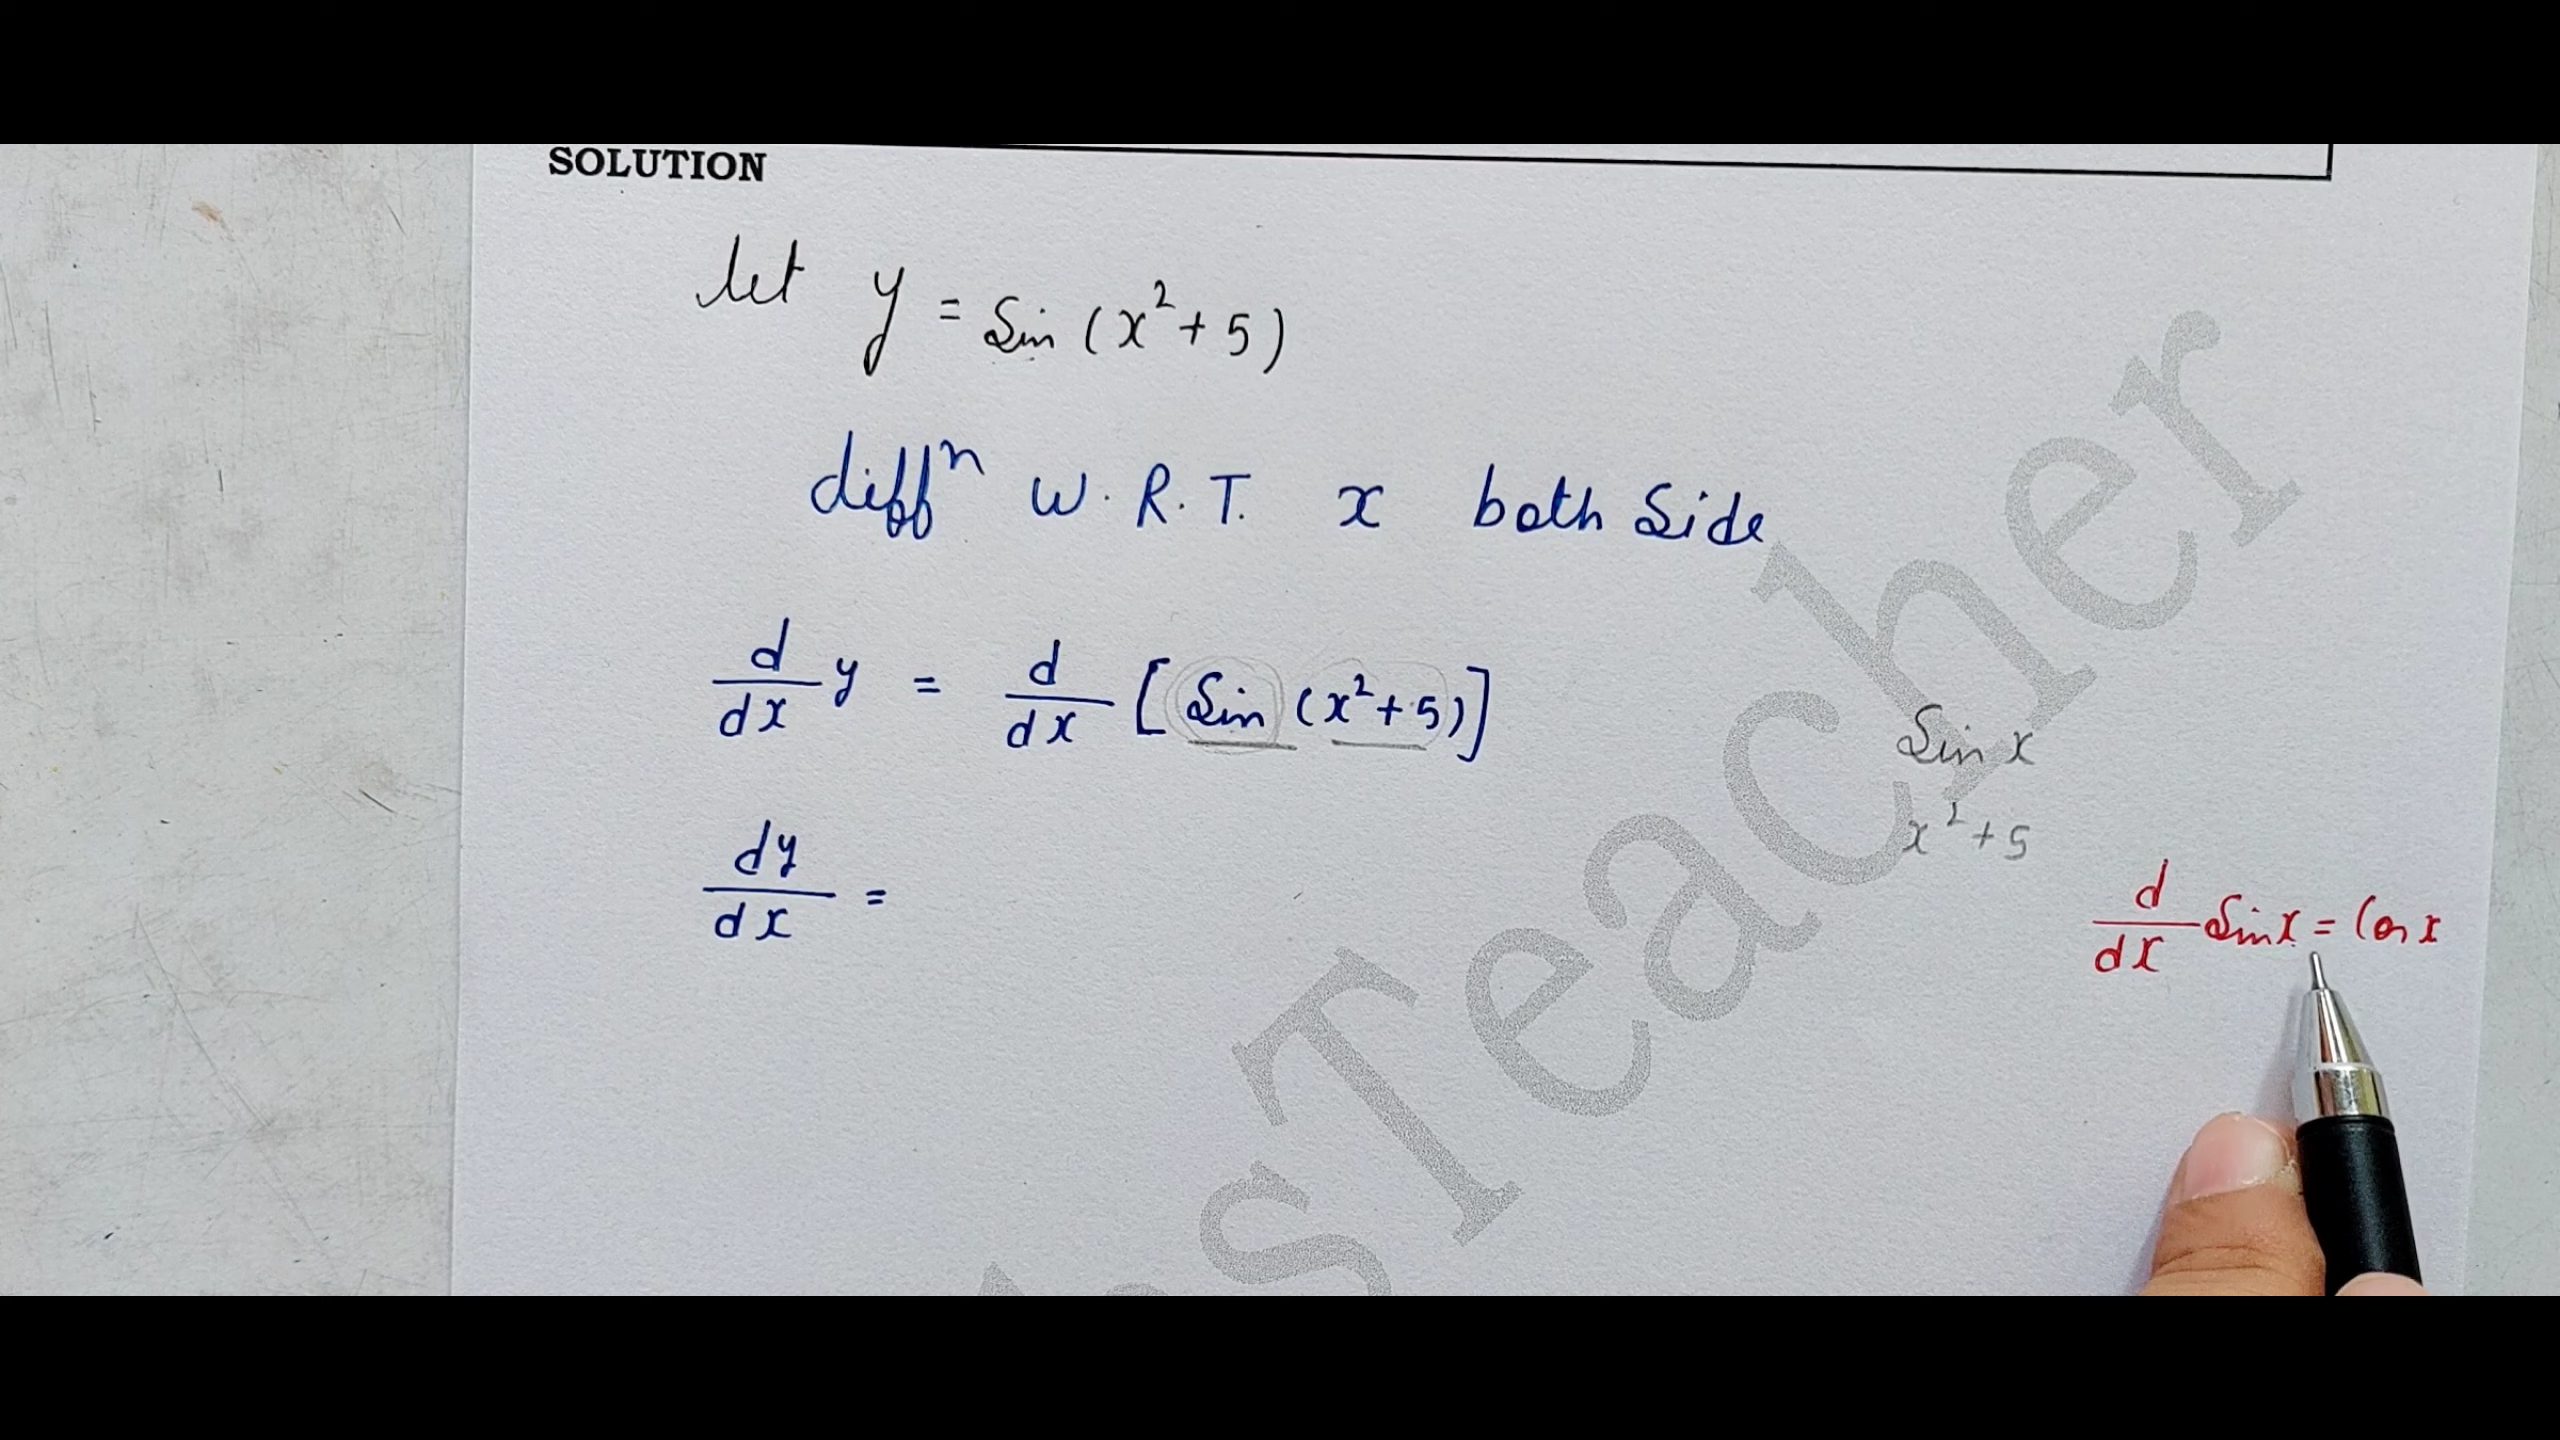 SOLUTION
let y = Sin (x²+5)
diffⁿ W.R.T. x both Side
d/dx y = d/dx [Sin (x²+5)]
Sin x
x²+5
dy/dx =
d/dx Sin x = Cos x
sTeacher